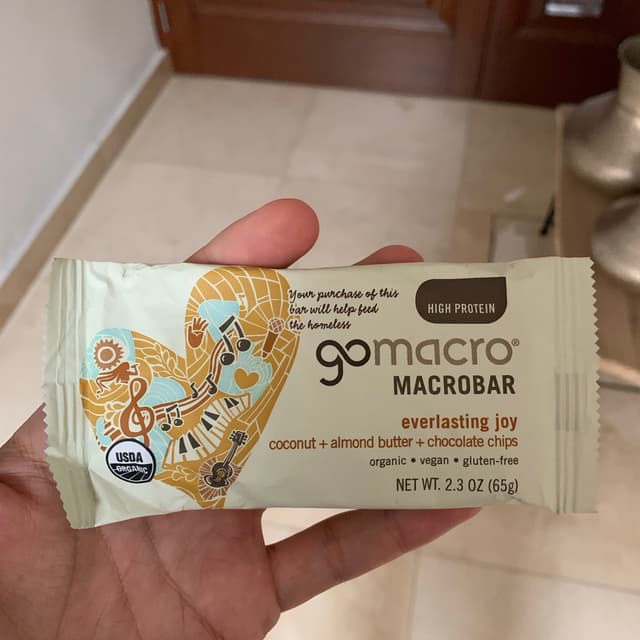 Your purchase of this
bar will help feed
the homeless
HIGH PROTEIN
gomacro®
MACROBAR
everlasting joy
coconut + almond butter + chocolate chips
organic • vegan • gluten-free
NET WT. 2.3 OZ (65g)
USDA
ORGANIC